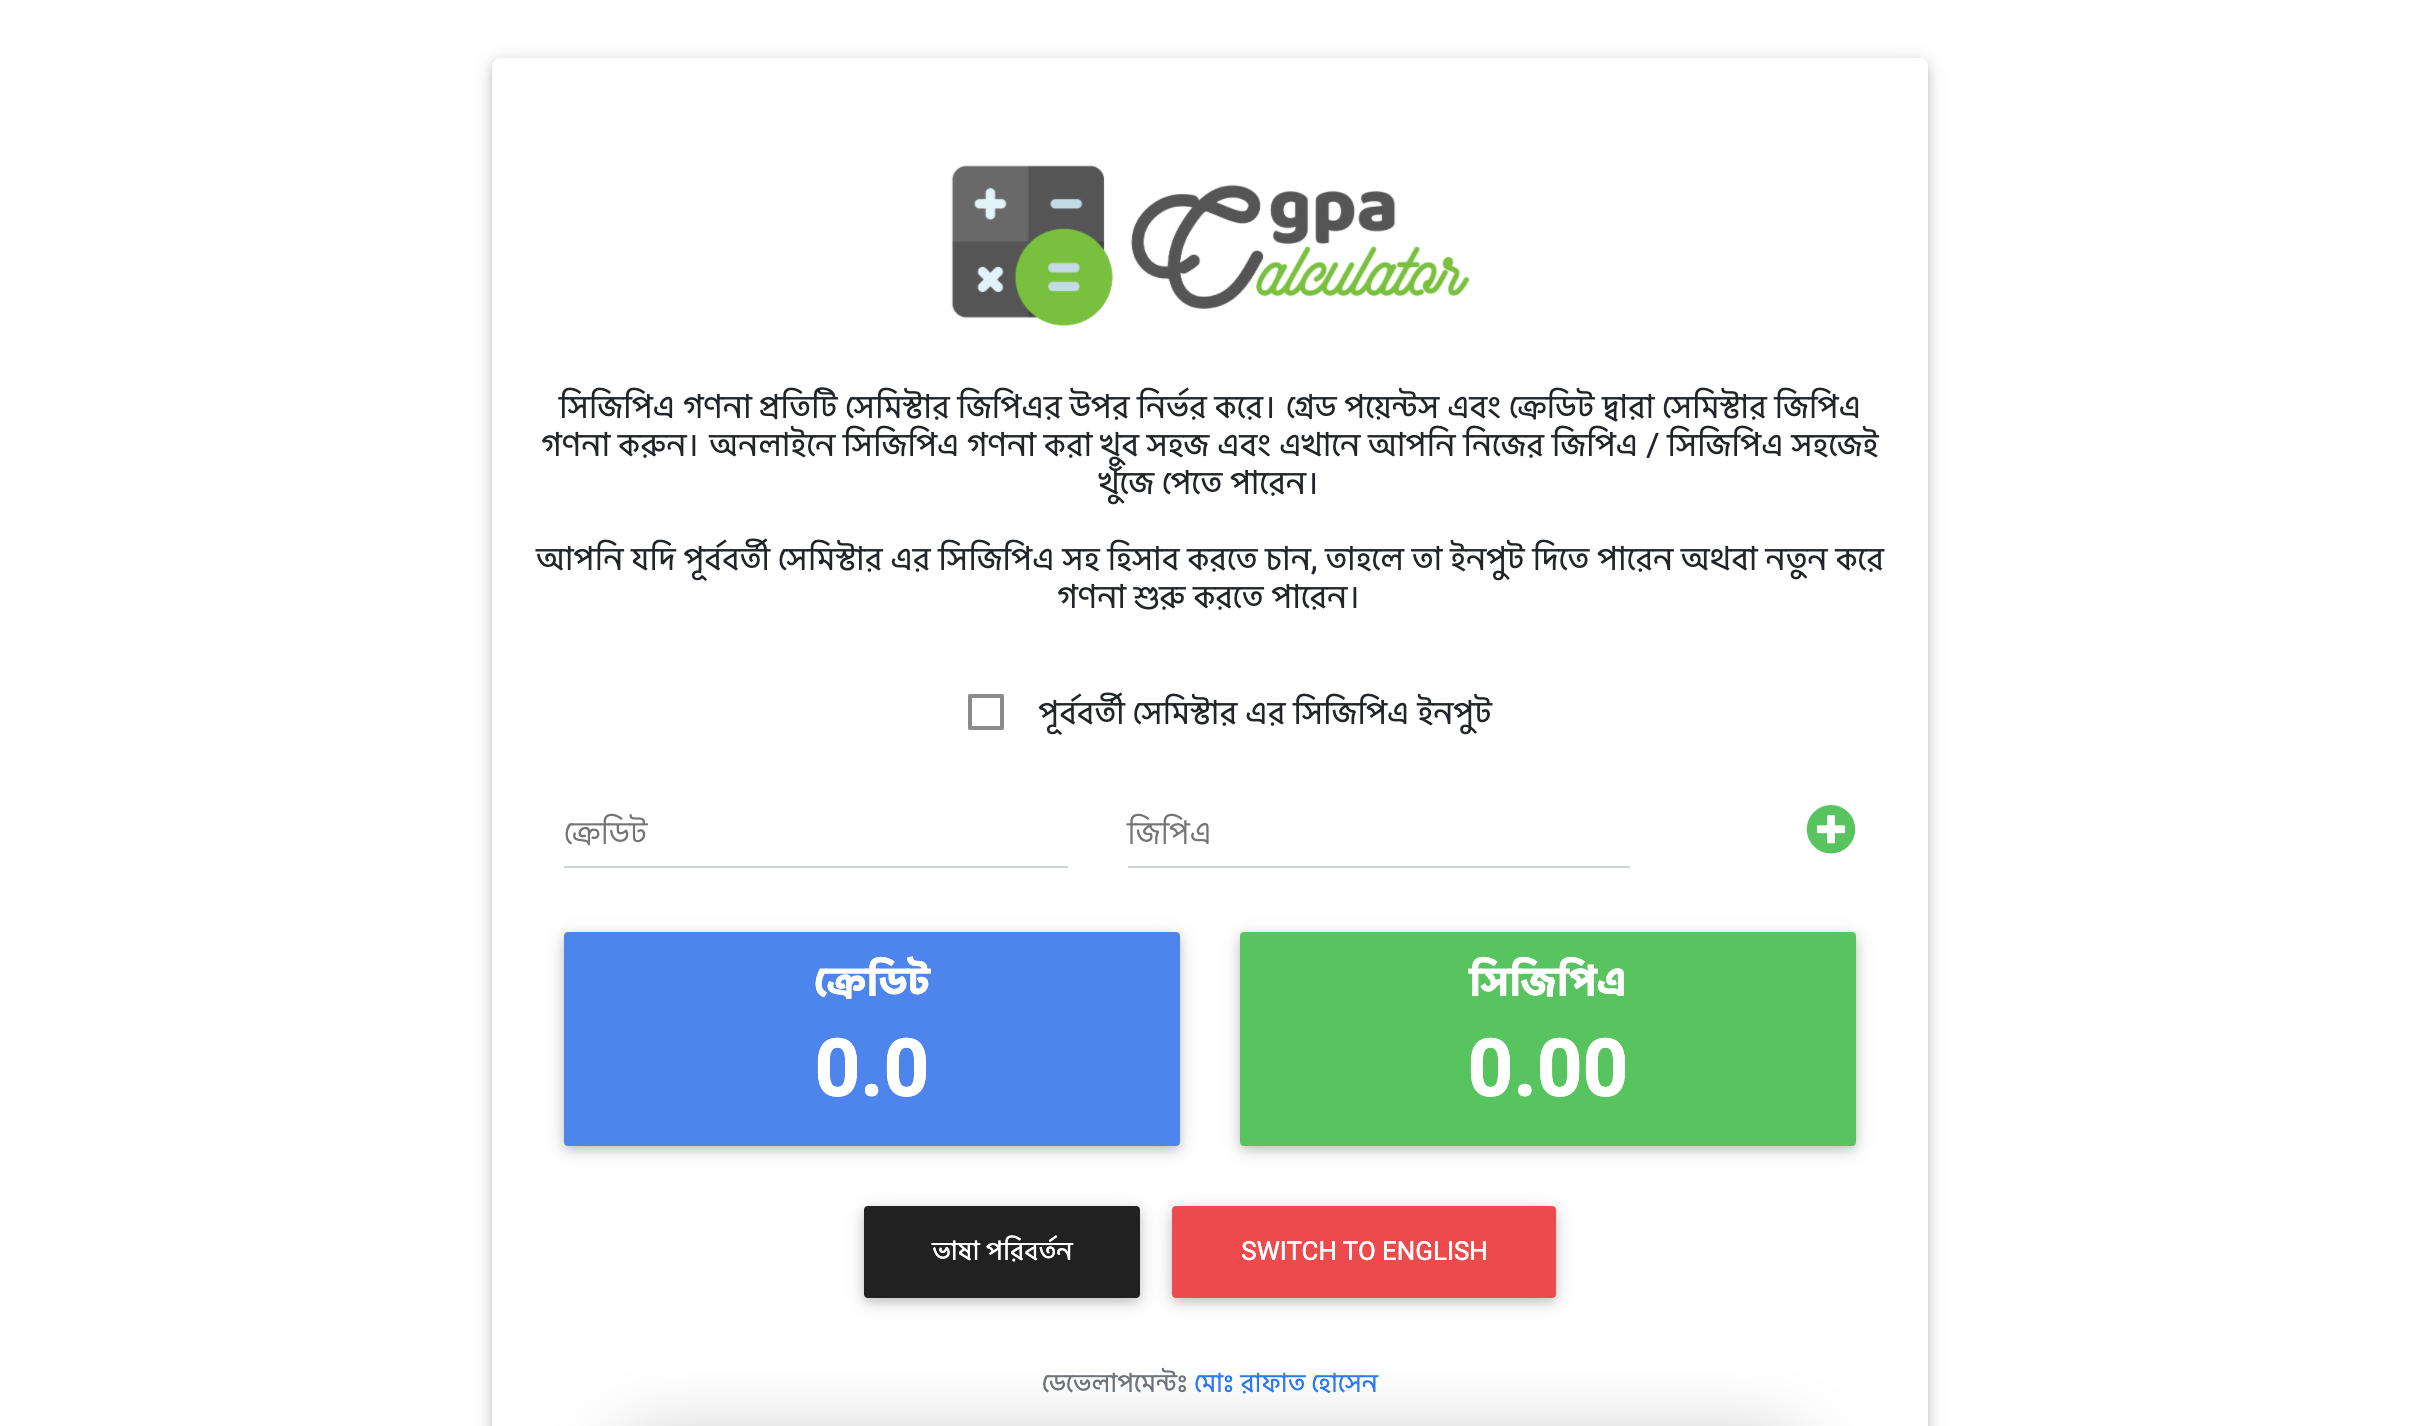 Cgpa
Calculator
সিজিপিএ গণনা প্রতিটি সেমিস্টার জিপিএর উপর নির্ভর করে। গ্রেড পয়েন্টস এবং ক্রেডিট দ্বারা সেমিস্টার জিপিএ
গণনা করুন। অনলাইনে সিজিপিএ গণনা করা খুব সহজ এবং এখানে আপনি নিজের জিপিএ / সিজিপিএ সহজেই
খুঁজে পেতে পারেন।
আপনি যদি পূর্ববর্তী সেমিস্টার এর সিজিপিএ সহ হিসাব করতে চান, তাহলে তা ইনপুট দিতে পারেন অথবা নতুন করে
গণনা শুরু করতে পারেন।
পূর্ববর্তী সেমিস্টার এর সিজিপিএ ইনপুট
ক্রেডিট জিপিএ
ক্রেডিট সিজিপিএ
0.0 0.00
ভাষা পরিবর্তন SWITCH TO ENGLISH
ডেভেলাপমেন্টঃ মোঃ রাফাত হোসেন